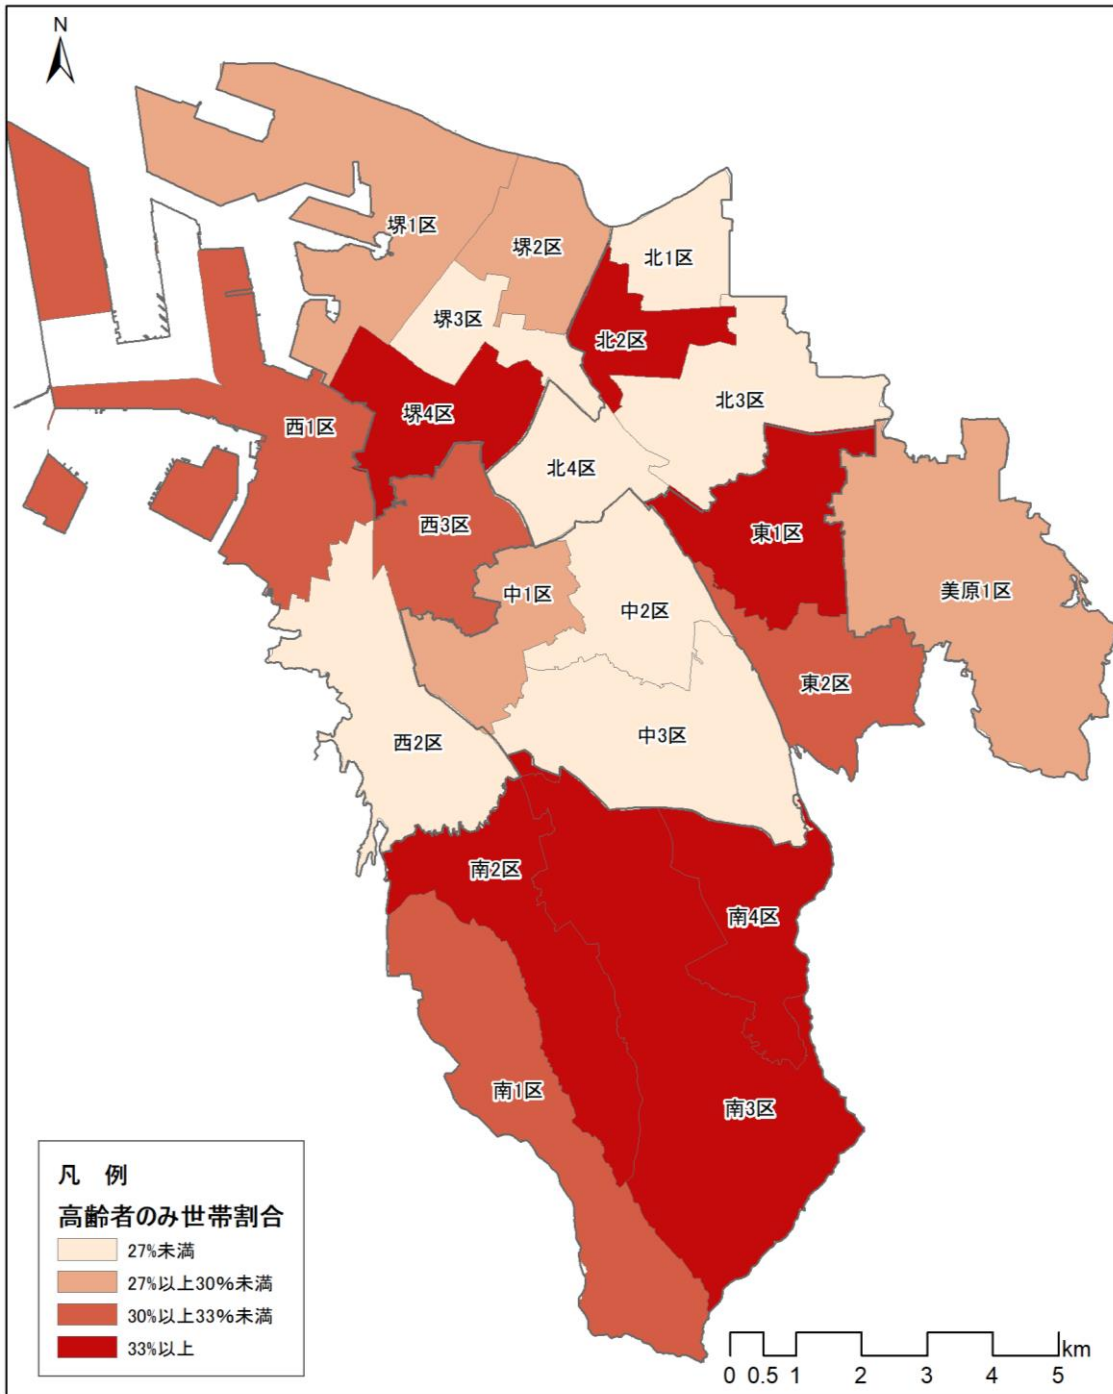 N
堺1区
堺2区
北1区
堺3区
北2区
北3区
堺4区
西1区
北4区
西3区
東1区
美原1区
中1区
中2区
東2区
中3区
西2区
南2区
南4区
南1区
南3区
凡 例
高齢者のみ世帯割合
27%未満
27%以上30%未満
30%以上33%未満
33%以上
km
0 0.5 1 2 3 4 5